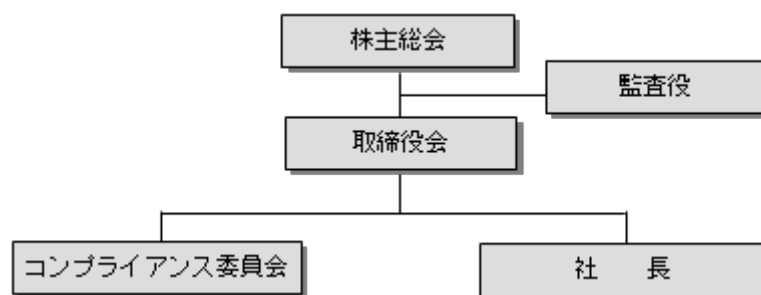 株主総会
監査役
取締役会
コンプライアンス委員会
社　　長